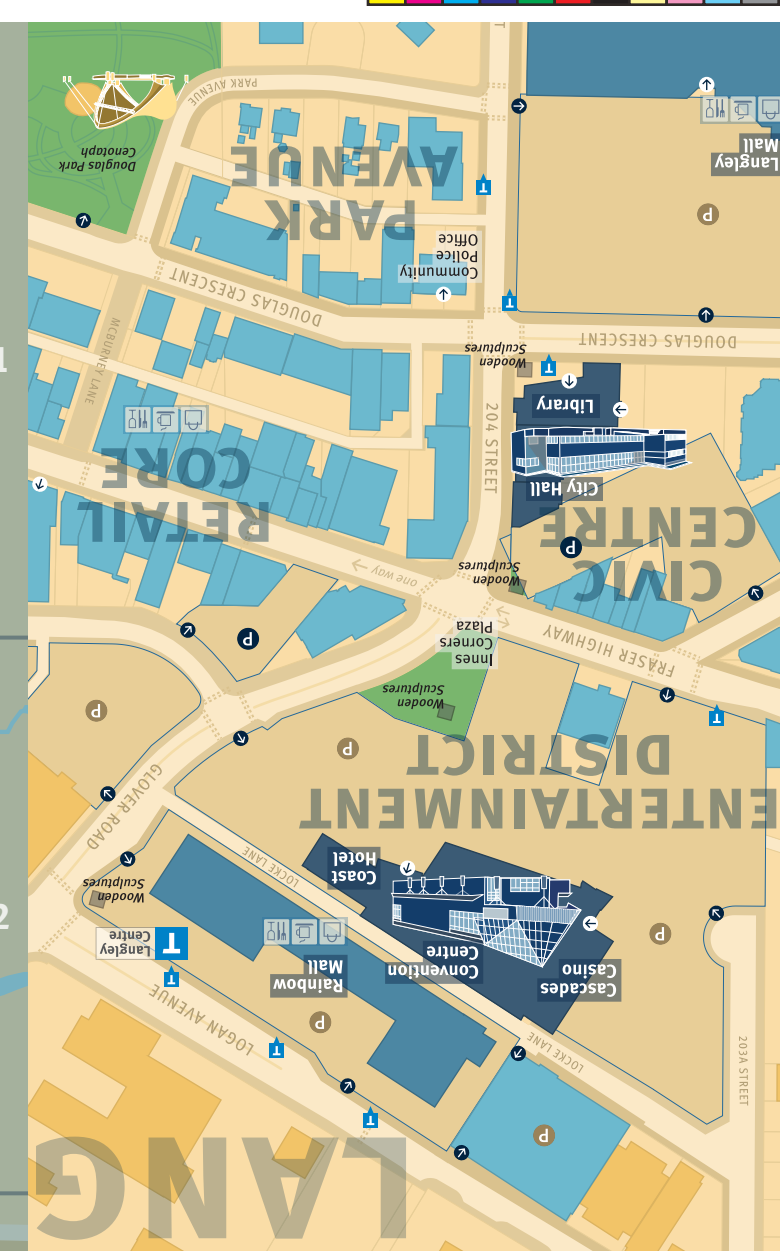 LANG
LOGAN AVENUE
203A STREET
LOCKE LANE
P
P
T
T
T
T
Langley
Centre
Rainbow
Mall
Cascades
Casino
Convention
Centre
Coast
Hotel
P
LOCKE LANE
Wooden
Sculptures
2
GLOVER ROAD
ENTERTAINMENT
DISTRICT
P
P
Wooden
Sculptures
T
Innes
Corners
Plaza
FRASER HIGHWAY
P
Wooden
Sculptures
one way
CIVIC
CENTRE
P
City Hall
Library
RETAIL
CORE
204 STREET
MCBURNEY LANE
Wooden
Sculptures
T
1
DOUGLAS CRESCENT
DOUGLAS CRESCENT
T
Community
Police
Office
PARK
AVENUE
T
P
Langley
Mall
Douglas Park
Cenotaph
PARK AVENUE
T